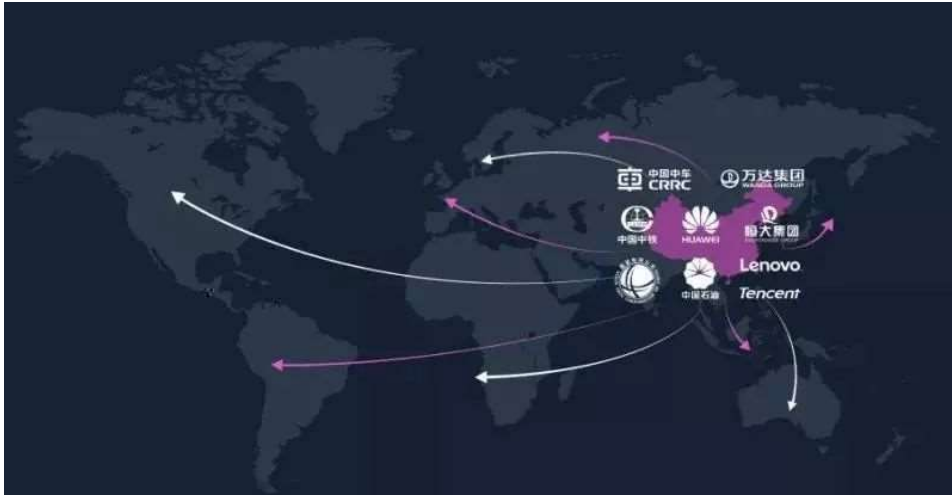 中国中车
CRRC
万达集团
WANDA GROUP
中国中铁
HUAWEI
恒大集团
中国石油
Lenovo
Tencent